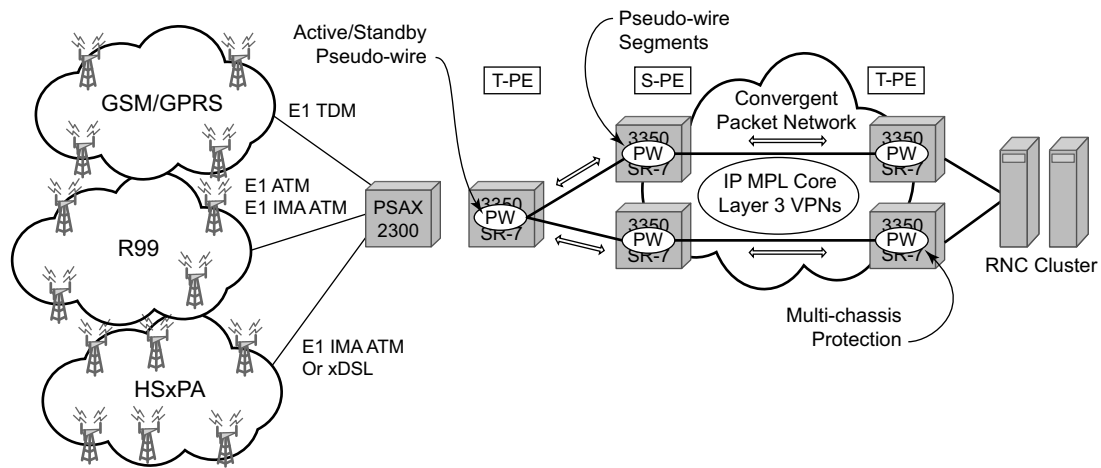 Active/Standby
Pseudo-wire
Pseudo-wire
Segments
T-PE
S-PE
T-PE
GSM/GPRS
E1 TDM
Convergent
Packet Network
3350
PW
SR-7
3350
PW
SR-7
E1 ATM
E1 IMA ATM
PSAX
2300
3350
PW
SR-7
IP MPL Core
Layer 3 VPNs
R99
3350
PW
SR-7
3350
PW
SR-7
RNC Cluster
Multi-chassis
Protection
E1 IMA ATM
Or xDSL
HSxPA